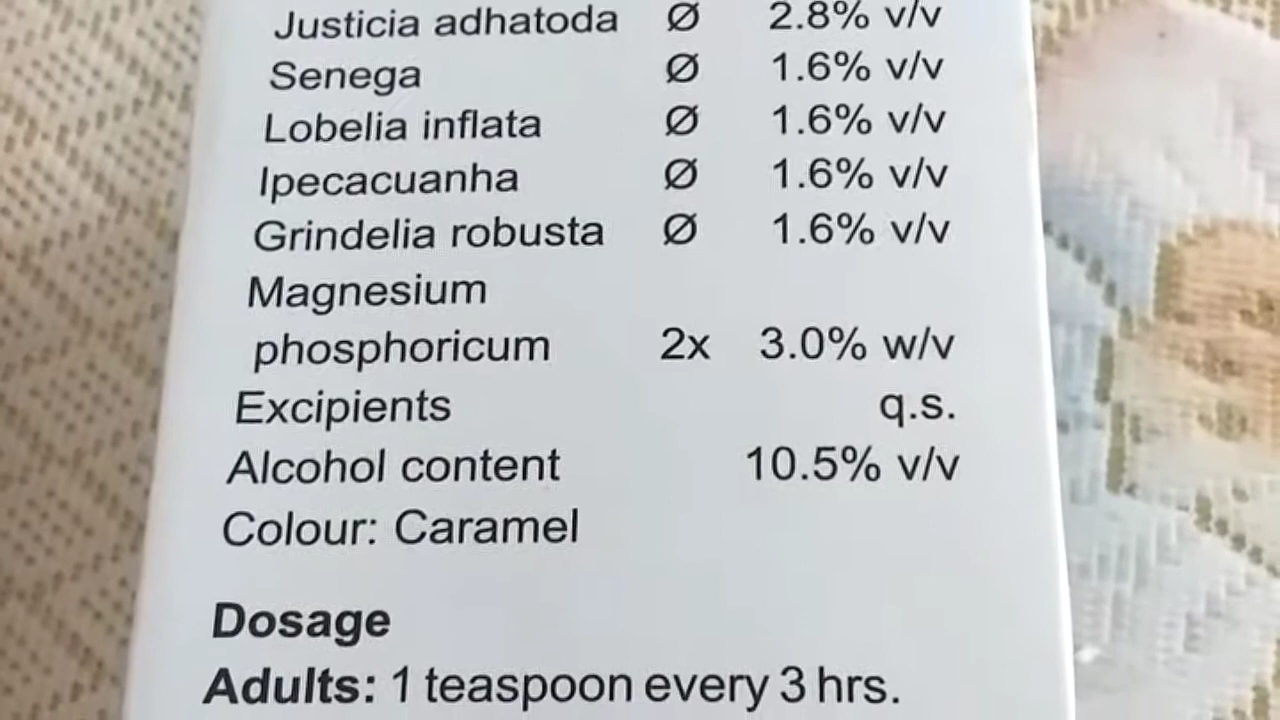 Justicia adhatoda Ø 2.8% v/v
Senega Ø 1.6% v/v
Lobelia inflata Ø 1.6% v/v
Ipecacuanha Ø 1.6% v/v
Grindelia robusta Ø 1.6% v/v
Magnesium
phosphoricum 2x 3.0% w/v
Excipients q.s.
Alcohol content 10.5% v/v
Colour: Caramel
Dosage
Adults: 1 teaspoon every 3 hrs.